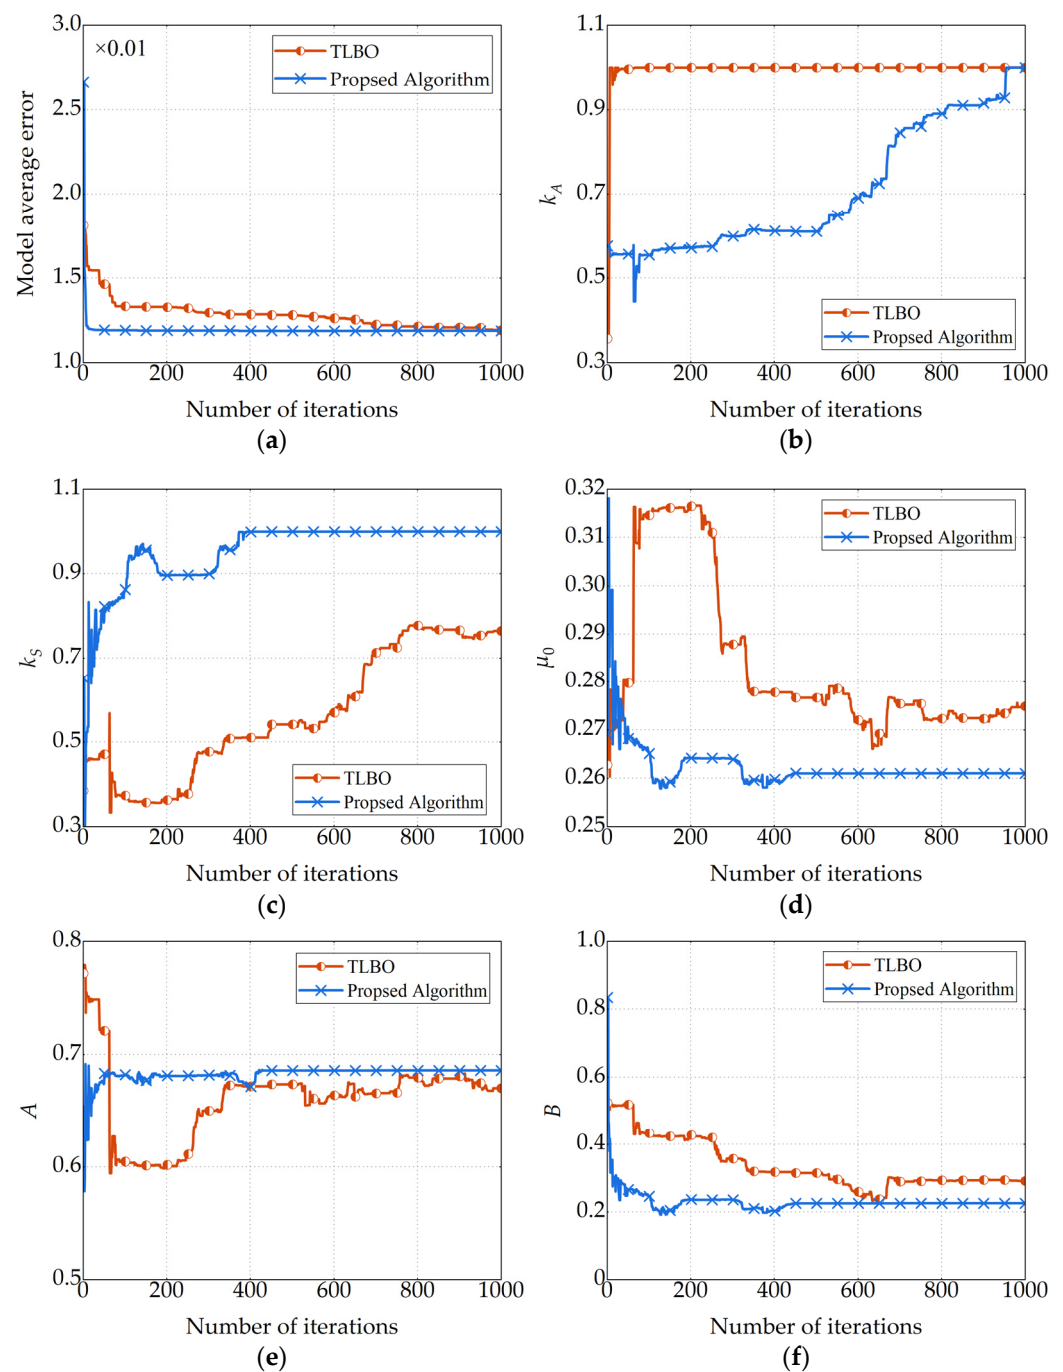 3.0
×0.01
TLBO
Propsed Algorithm
2.5
2.0
1.5
1.0
0 200 400 600 800 1000
Model average error
Number of iterctions
(a)
1.1
0.9
0.7
0.5
0.3
TLBO
Propsed Algorithm
0 200 400 600 800 1000
k_A
Number of iterations
(b)
1.1
0.9
0.7
0.5
0.3
TLBO
Propsed Algorithm
0 200 400 600 800 1000
k_S
Number of iterations
(c)
0.32
TLBO
Propsed Algorithm
0.31
0.30
0.29
0.28
0.27
0.26
0.25
0 200 400 600 800 1000
μ_0
Number of iterations
(d)
0.8
TLBO
Propsed Algorithm
0.7
0.6
0.5
0 200 400 600 800 1000
A
Number of iterations
(e)
1.0
TLBO
Propsed Algorithm
0.8
0.6
0.4
0.2
0
0 200 400 600 800 1000
B
Number of iterations
(f)